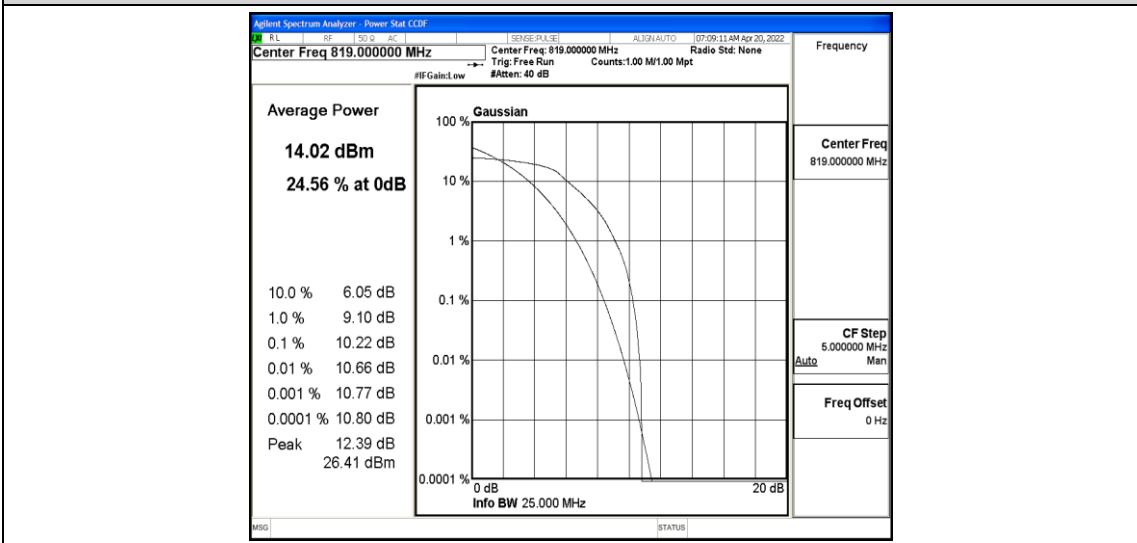 Agilent Spectrum Analyzer - Power Stat CCDF
LXI RL RF 50 Ω AC SENSE:PULSE ALIGN AUTO 07:09:11 AM Apr 20, 2022
Center Freq 819.000000 MHz
Center Freq: 819.000000 MHz Radio Std: None
Trig: Free Run Counts:1.00 M/1.00 Mpt
#IFGain:Low #Atten: 40 dB
Frequency
Average Power
14.02 dBm
24.56 % at 0dB
10.0 % 6.05 dB
1.0 % 9.10 dB
0.1 % 10.22 dB
0.01 % 10.66 dB
0.001 % 10.77 dB
0.0001 % 10.80 dB
Peak 12.39 dB
26.41 dBm
Gaussian
100 %
10 %
1 %
0.1 %
0.01 %
0.001 %
0.0001 %
0 dB 20 dB
Info BW 25.000 MHz
Center Freq
819.000000 MHz
CF Step
5.000000 MHz
Auto Man
Freq Offset
0 Hz
MSG STATUS